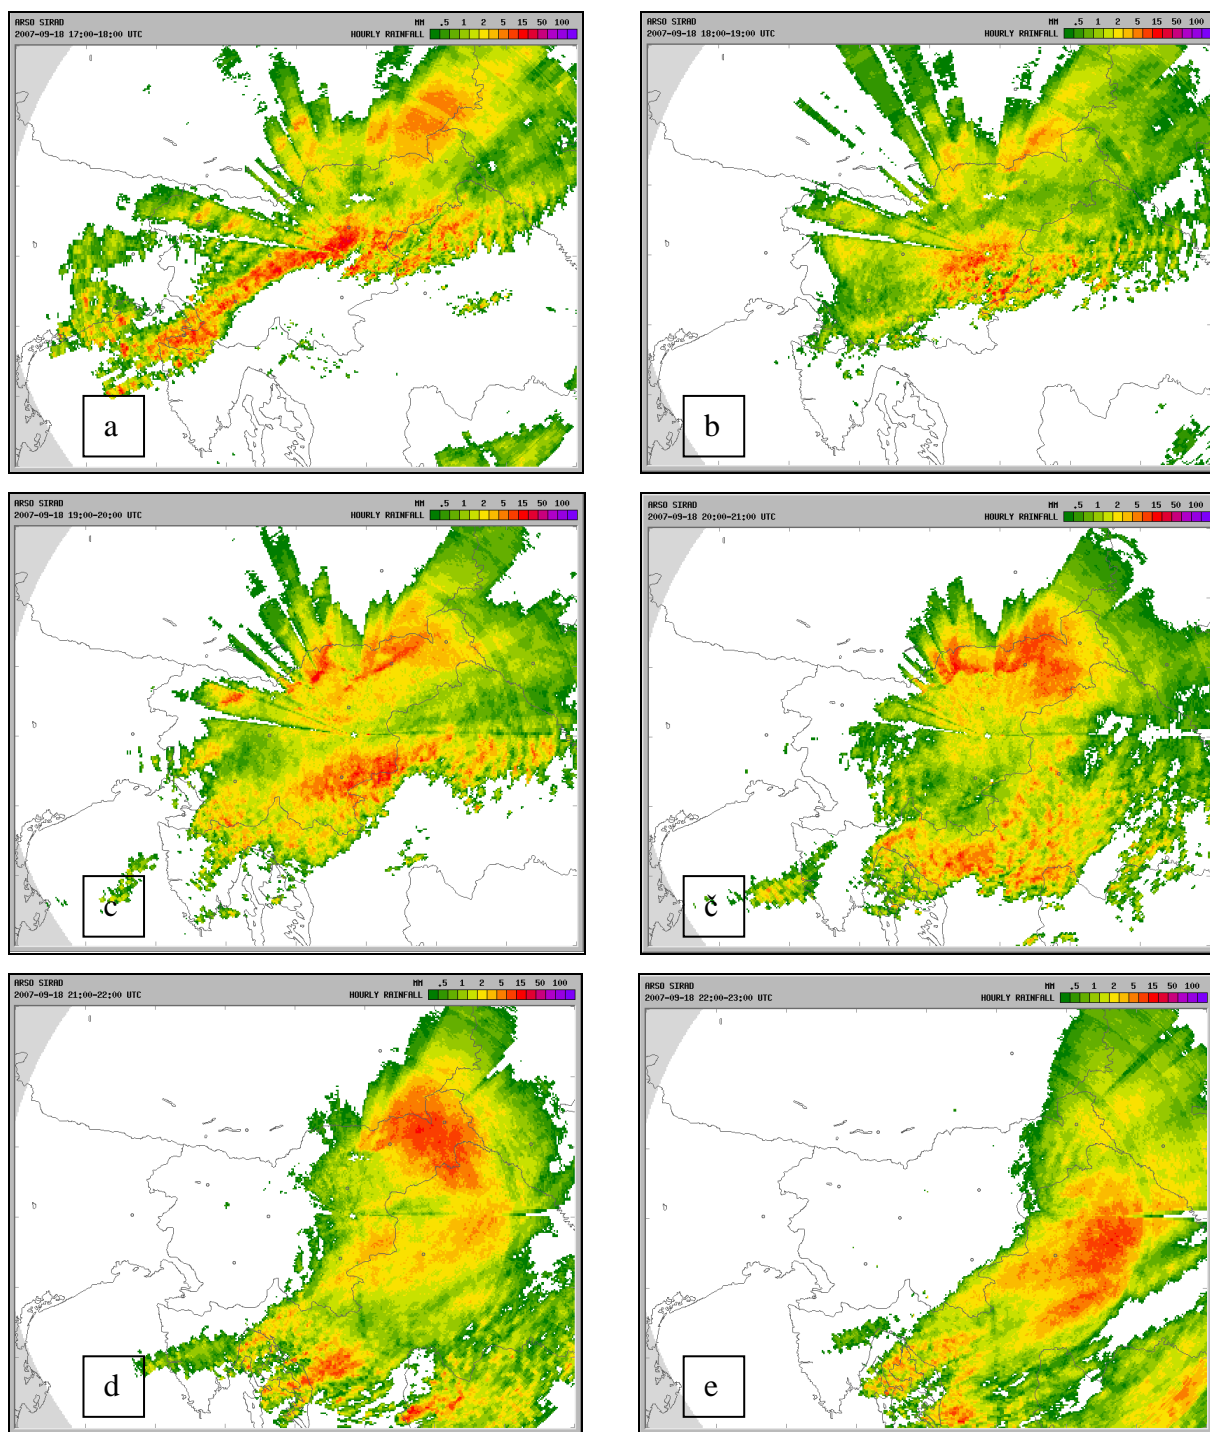 ARSO SIRAD MM .5 1 2 5 15 50 100
2007-09-18 17:00-18:00 UTC HOURLY RAINFALL
a
ARSO SIRAD MM .5 1 2 5 15 50 100
2007-09-18 18:00-19:00 UTC HOURLY RAINFALL
b
ARSO SIRAD MM .5 1 2 5 15 50 100
2007-09-18 19:00-20:00 UTC HOURLY RAINFALL
c
ARSO SIRAD MM .5 1 2 5 15 50 100
2007-09-18 20:00-21:00 UTC HOURLY RAINFALL
č
ARSO SIRAD MM .5 1 2 5 15 50 100
2007-09-18 21:00-22:00 UTC HOURLY RAINFALL
d
ARSO SIRAD MM .5 1 2 5 15 50 100
2007-09-18 22:00-23:00 UTC HOURLY RAINFALL
e